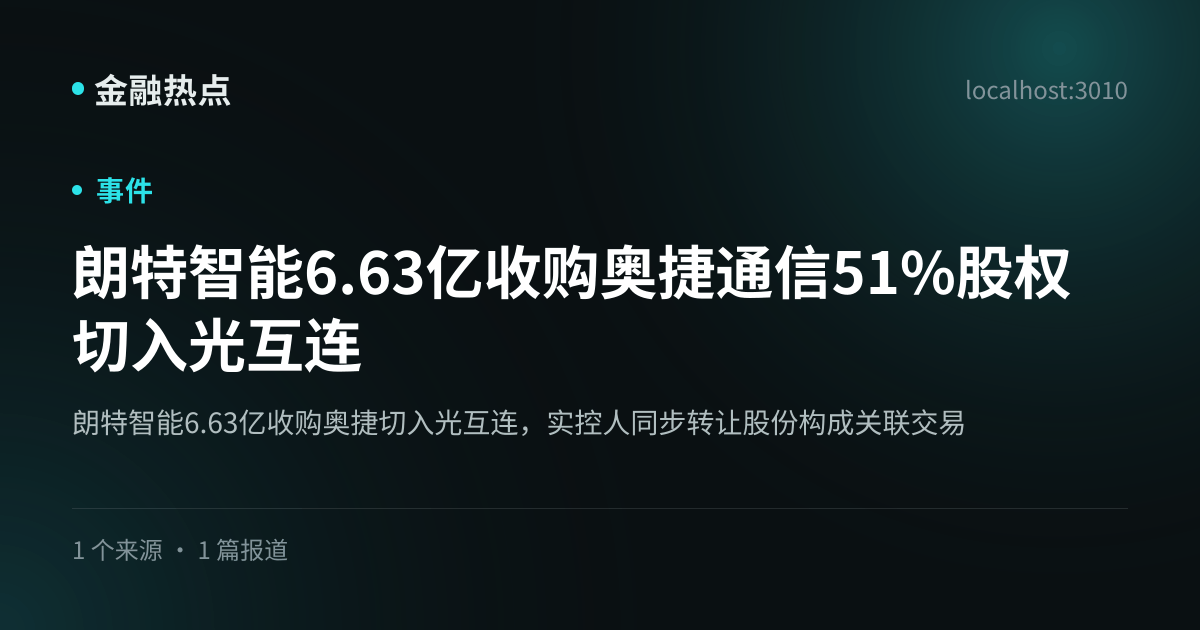 金融热点
localhost:3010
事件
朗特智能6.63亿收购奥捷通信51%股权
切入光互连
朗特智能6.63亿收购奥捷切入光互连，实控人同步转让股份构成关联交易
1 个来源 · 1 篇报道